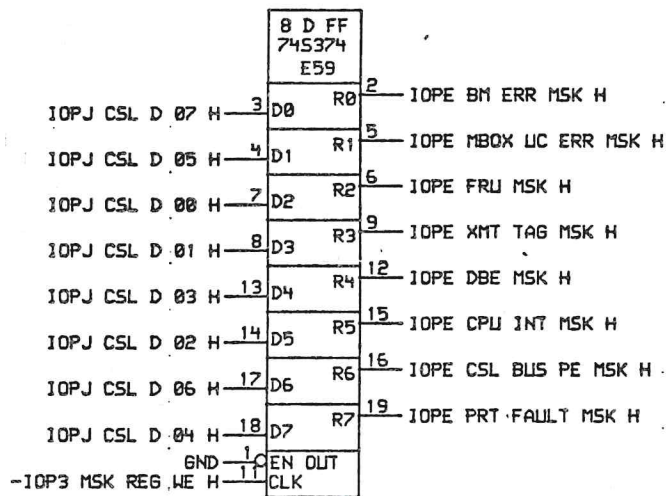 8 D FF
74S374
E59
IOPJ CSL D 07 H 3 D0 R0 2 IOPE BM ERR MSK H
IOPJ CSL D 05 H 4 D1 R1 5 IOPE MBOX UC ERR MSK H
IOPJ CSL D 00 H 7 D2 R2 6 IOPE FRU MSK H
IOPJ CSL D 01 H 8 D3 R3 9 IOPE XMT TAG MSK H
IOPJ CSL D 03 H 13 D4 R4 12 IOPE DBE MSK H
IOPJ CSL D 02 H 14 D5 R5 15 IOPE CPU INT MSK H
IOPJ CSL D 06 H 17 D6 R6 16 IOPE CSL BUS PE MSK H
IOPJ CSL D 04 H 18 D7 R7 19 IOPE PRT FAULT MSK H
GND 1 EN OUT
-IOP3 MSK REG WE H 11 CLK